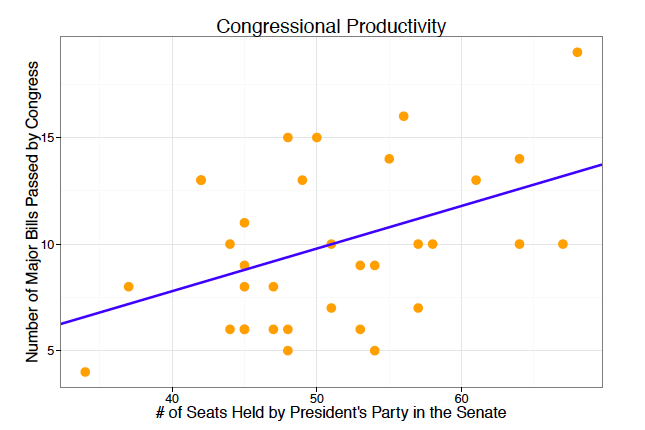 Congressional Productivity
Number of Major Bills Passed by Congress
15
10
5
40 50 60
# of Seats Held by President's Party in the Senate